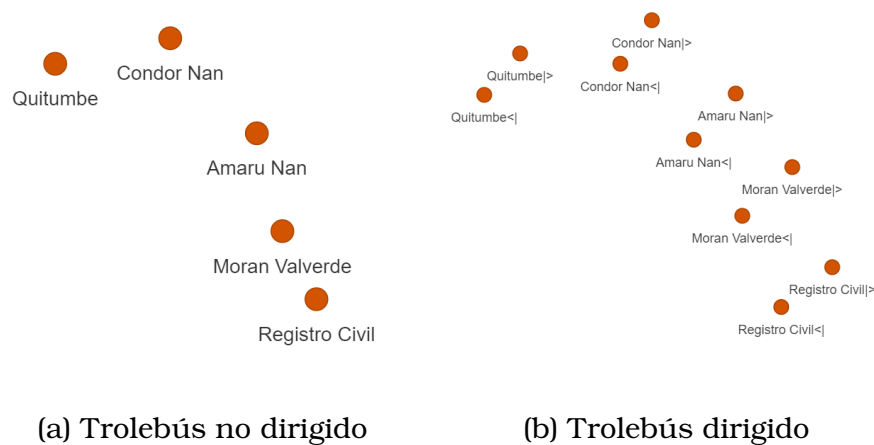 Condor Nan
Quitumbe
Amaru Nan
Moran Valverde
Registro Civil
(a) Trolebús no dirigido
Condor Nan|>
Quitumbe|>
Condor Nan<|
Quitumbe<|
Amaru Nan|>
Amaru Nan<|
Moran Valverde|>
Moran Valverde<|
Registro Civil|>
Registro Civil<|
(b) Trolebús dirigido